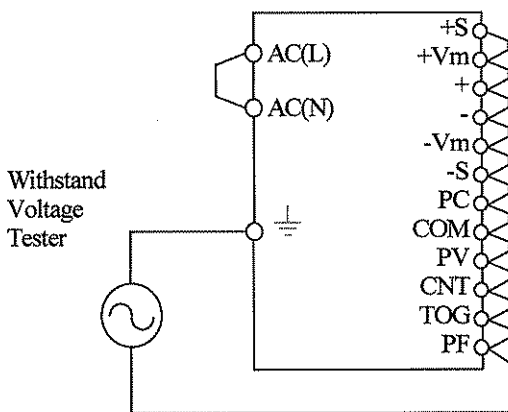 +S
AC(L)
+Vm
+
AC(N)
-
-Vm
Withstand
Voltage
Tester
-S
PC
COM
PV
CNT
TOG
PF